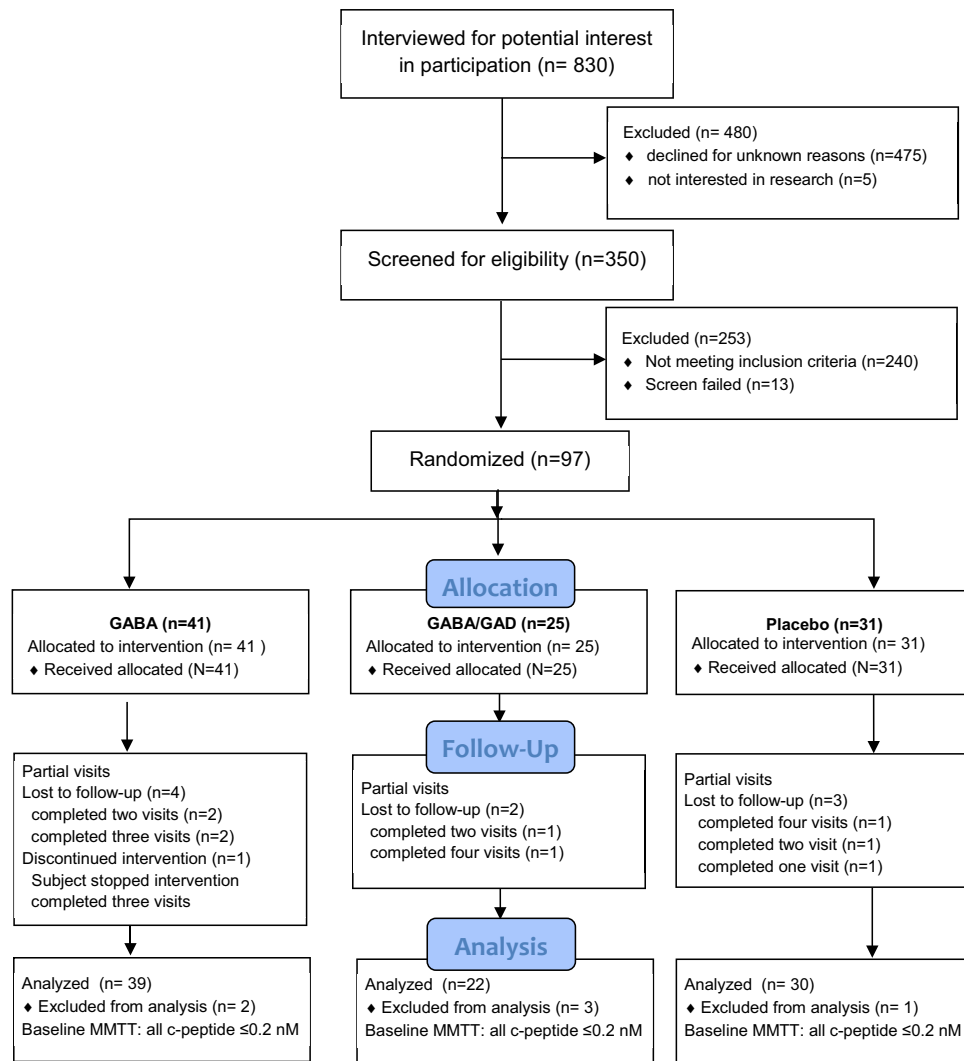 Interviewed for potential interest
in participation (n= 830)
Excluded (n= 480)
♦ declined for unknown reasons (n=475)
♦ not interested in research (n=5)
Screened for eligibility (n=350)
Excluded (n=253)
♦ Not meeting inclusion criteria (n=240)
♦ Screen failed (n=13)
Randomized (n=97)
Allocation
GABA (n=41)
Allocated to intervention (n= 41 )
♦ Received allocated (N=41)
GABA/GAD (n=25)
Allocated to intervention (n= 25)
♦ Received allocated (N=25)
Placebo (n=31)
Allocated to intervention (n= 31)
♦ Received allocated (N=31)
Follow-Up
Partial visits
Lost to follow-up (n=4)
completed two visits (n=2)
completed three visits (n=2)
Discontinued intervention (n=1)
Subject stopped intervention
completed three visits
Partial visits
Lost to follow-up (n=2)
completed two visits (n=1)
completed four visits (n=1)
Partial visits
Lost to follow-up (n=3)
completed four visits (n=1)
completed two visit (n=1)
completed one visit (n=1)
Analysis
Analyzed (n= 39)
♦ Excluded from analysis (n= 2)
Baseline MMTT: all c-peptide ≤0.2 nM
Analyzed (n=22)
♦ Excluded from analysis (n= 3)
Baseline MMTT: all c-peptide ≤0.2 nM
Analyzed (n= 30)
♦ Excluded from analysis (n= 1)
Baseline MMTT: all c-peptide ≤0.2 nM